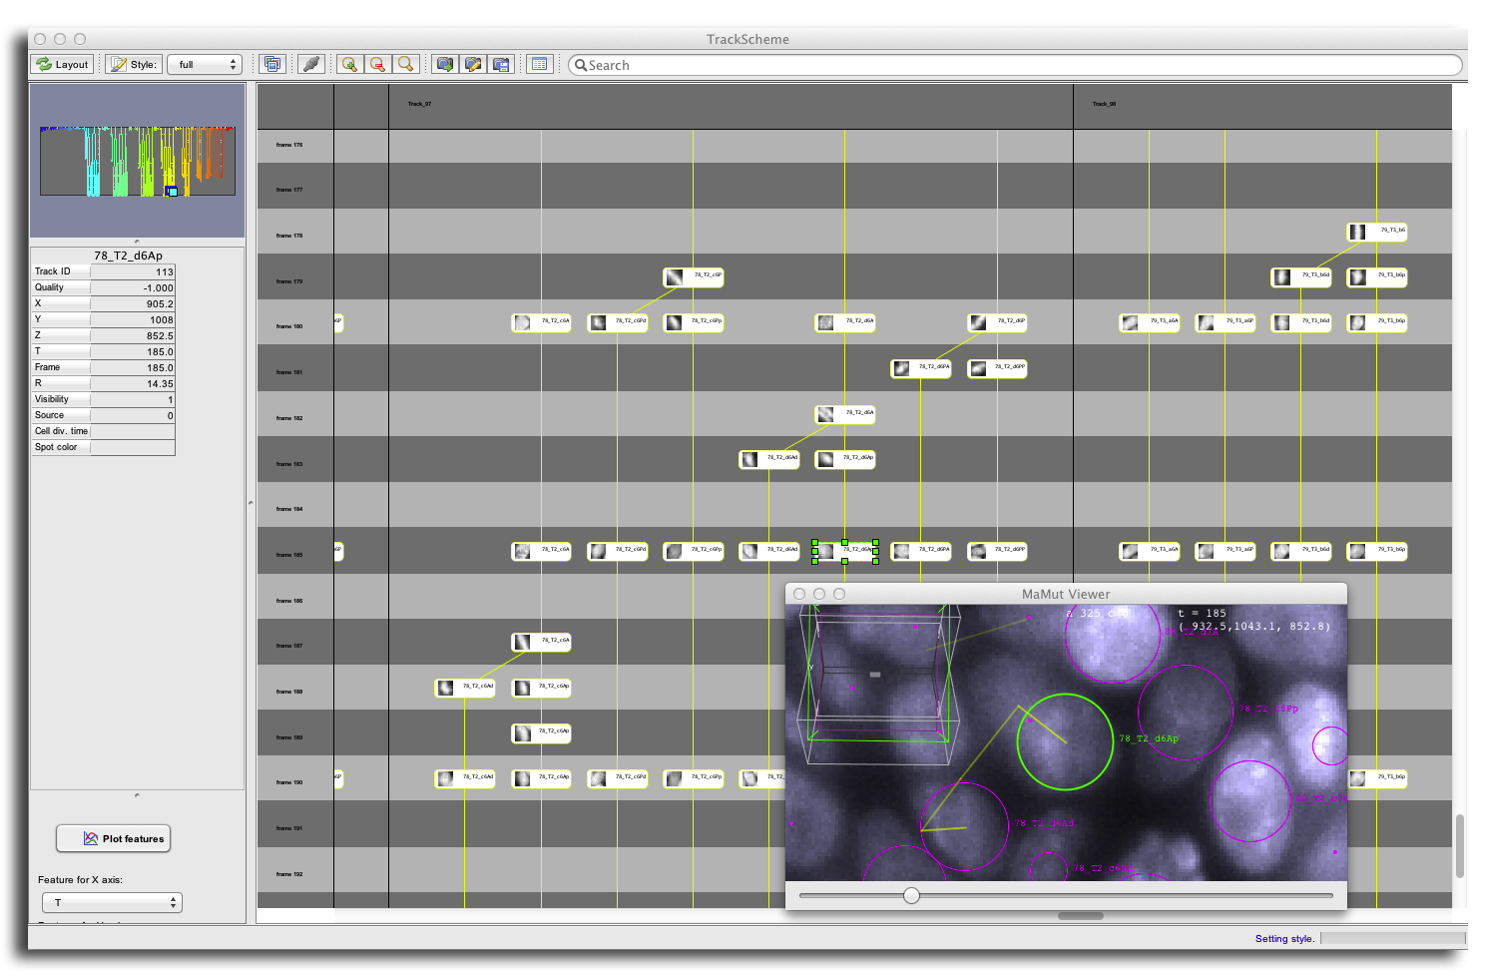 TrackScheme
Layout Style: full Search
Track_97 Track_98
frame 176
frame 177
frame 178 79_T3_b6
frame 179 78_T2_c6P 79_T3_b6d 79_T3_b6p
frame 180 6P 78_T2_c6A 78_T2_c6Pd 78_T2_c6Pp 78_T2_d6A 78_T2_d6P 79_T3_a6A 79_T3_a6P 79_T3_b6d 79_T3_b6p
frame 181 78_T2_d6PA 78_T2_d6PP
frame 182 78_T2_d6A
frame 183 78_T2_d6Ad 78_T2_d6Ap
frame 184
frame 185 6P 78_T2_c6A 78_T2_c6Pd 78_T2_c6Pp 78_T2_d6Ad 78_T2_d6A 78_T2_d6PA 78_T2_d6PP 79_T3_a6A 79_T3_a6P 79_T3_b6d 79_T3_b6p
frame 186
frame 187 78_T2_c6A
frame 188 78_T2_c6Ad 78_T2_c6Ap
frame 189 78_T2_c6Ap
frame 190 6P 78_T2_c6Ad 78_T2_c6Ap 78_T2_c6Pd 78_T2_c6Pp 78_T2_d 79_T3_b6p
frame 191
frame 192
78_T2_d6Ap
Track ID 113
Quality -1.000
X 905.2
Y 1008
Z 852.5
T 185.0
Frame 185.0
R 14.35
Visibility 1
Source 0
Cell div. time
Spot color
Plot features
Feature for X axis:
T
MaMut Viewer
t = 185
( 932.5,1043.1, 852.8)
78_T2_d6Ap
78_T2_d6Ad
Setting style.